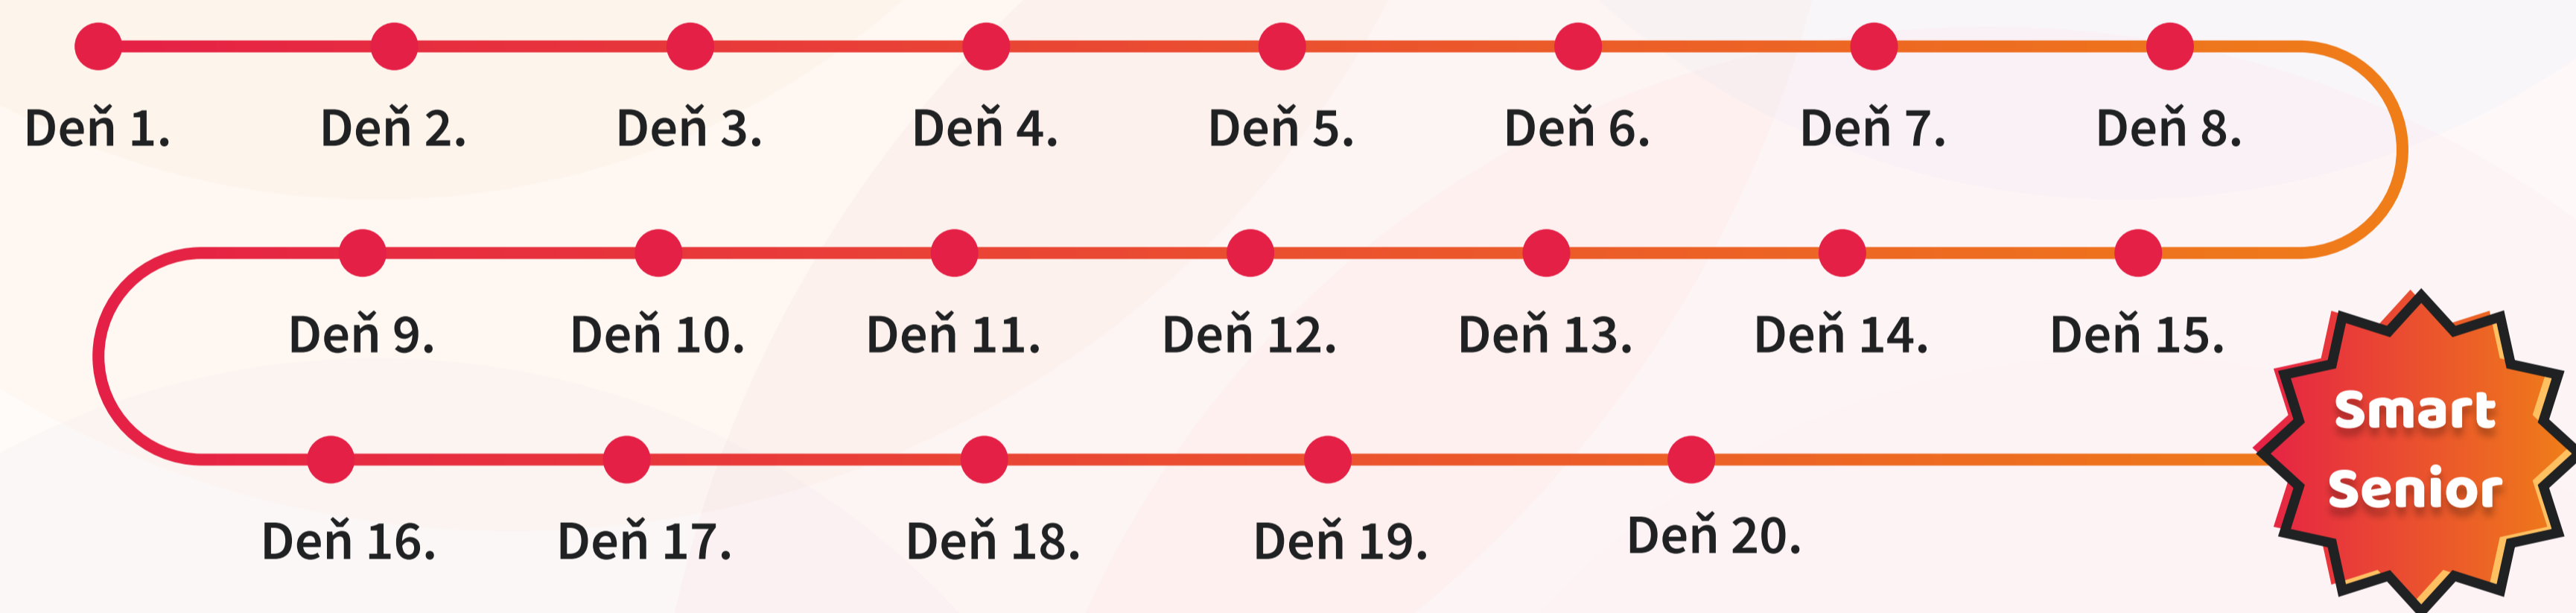 Deň 1. Deň 2. Deň 3. Deň 4. Deň 5. Deň 6. Deň 7. Deň 8.
Deň 9. Deň 10. Deň 11. Deň 12. Deň 13. Deň 14. Deň 15.
Smart
Senior
Deň 16. Deň 17. Deň 18. Deň 19. Deň 20.